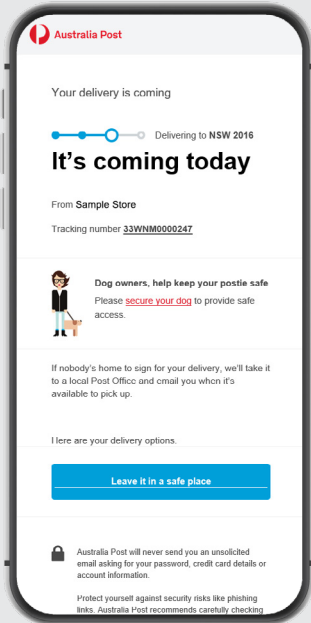 Australia Post
Your delivery is coming
Delivering to NSW 2016
It's coming today
From Sample Store
Tracking number 33WNM0000247
Dog owners, help keep your postie safe
Please secure your dog to provide safe
access.
If nobody's home to sign for your delivery, we'll take it
to a local Post Office and email you when it's
available to pick up.
Here are your delivery options.
Leave it in a safe place
Australia Post will never send you an unsolicited
email asking for your password, credit card details or
account information.
Protect yourself against security risks like phishing
links. Australia Post recommends carefully checking